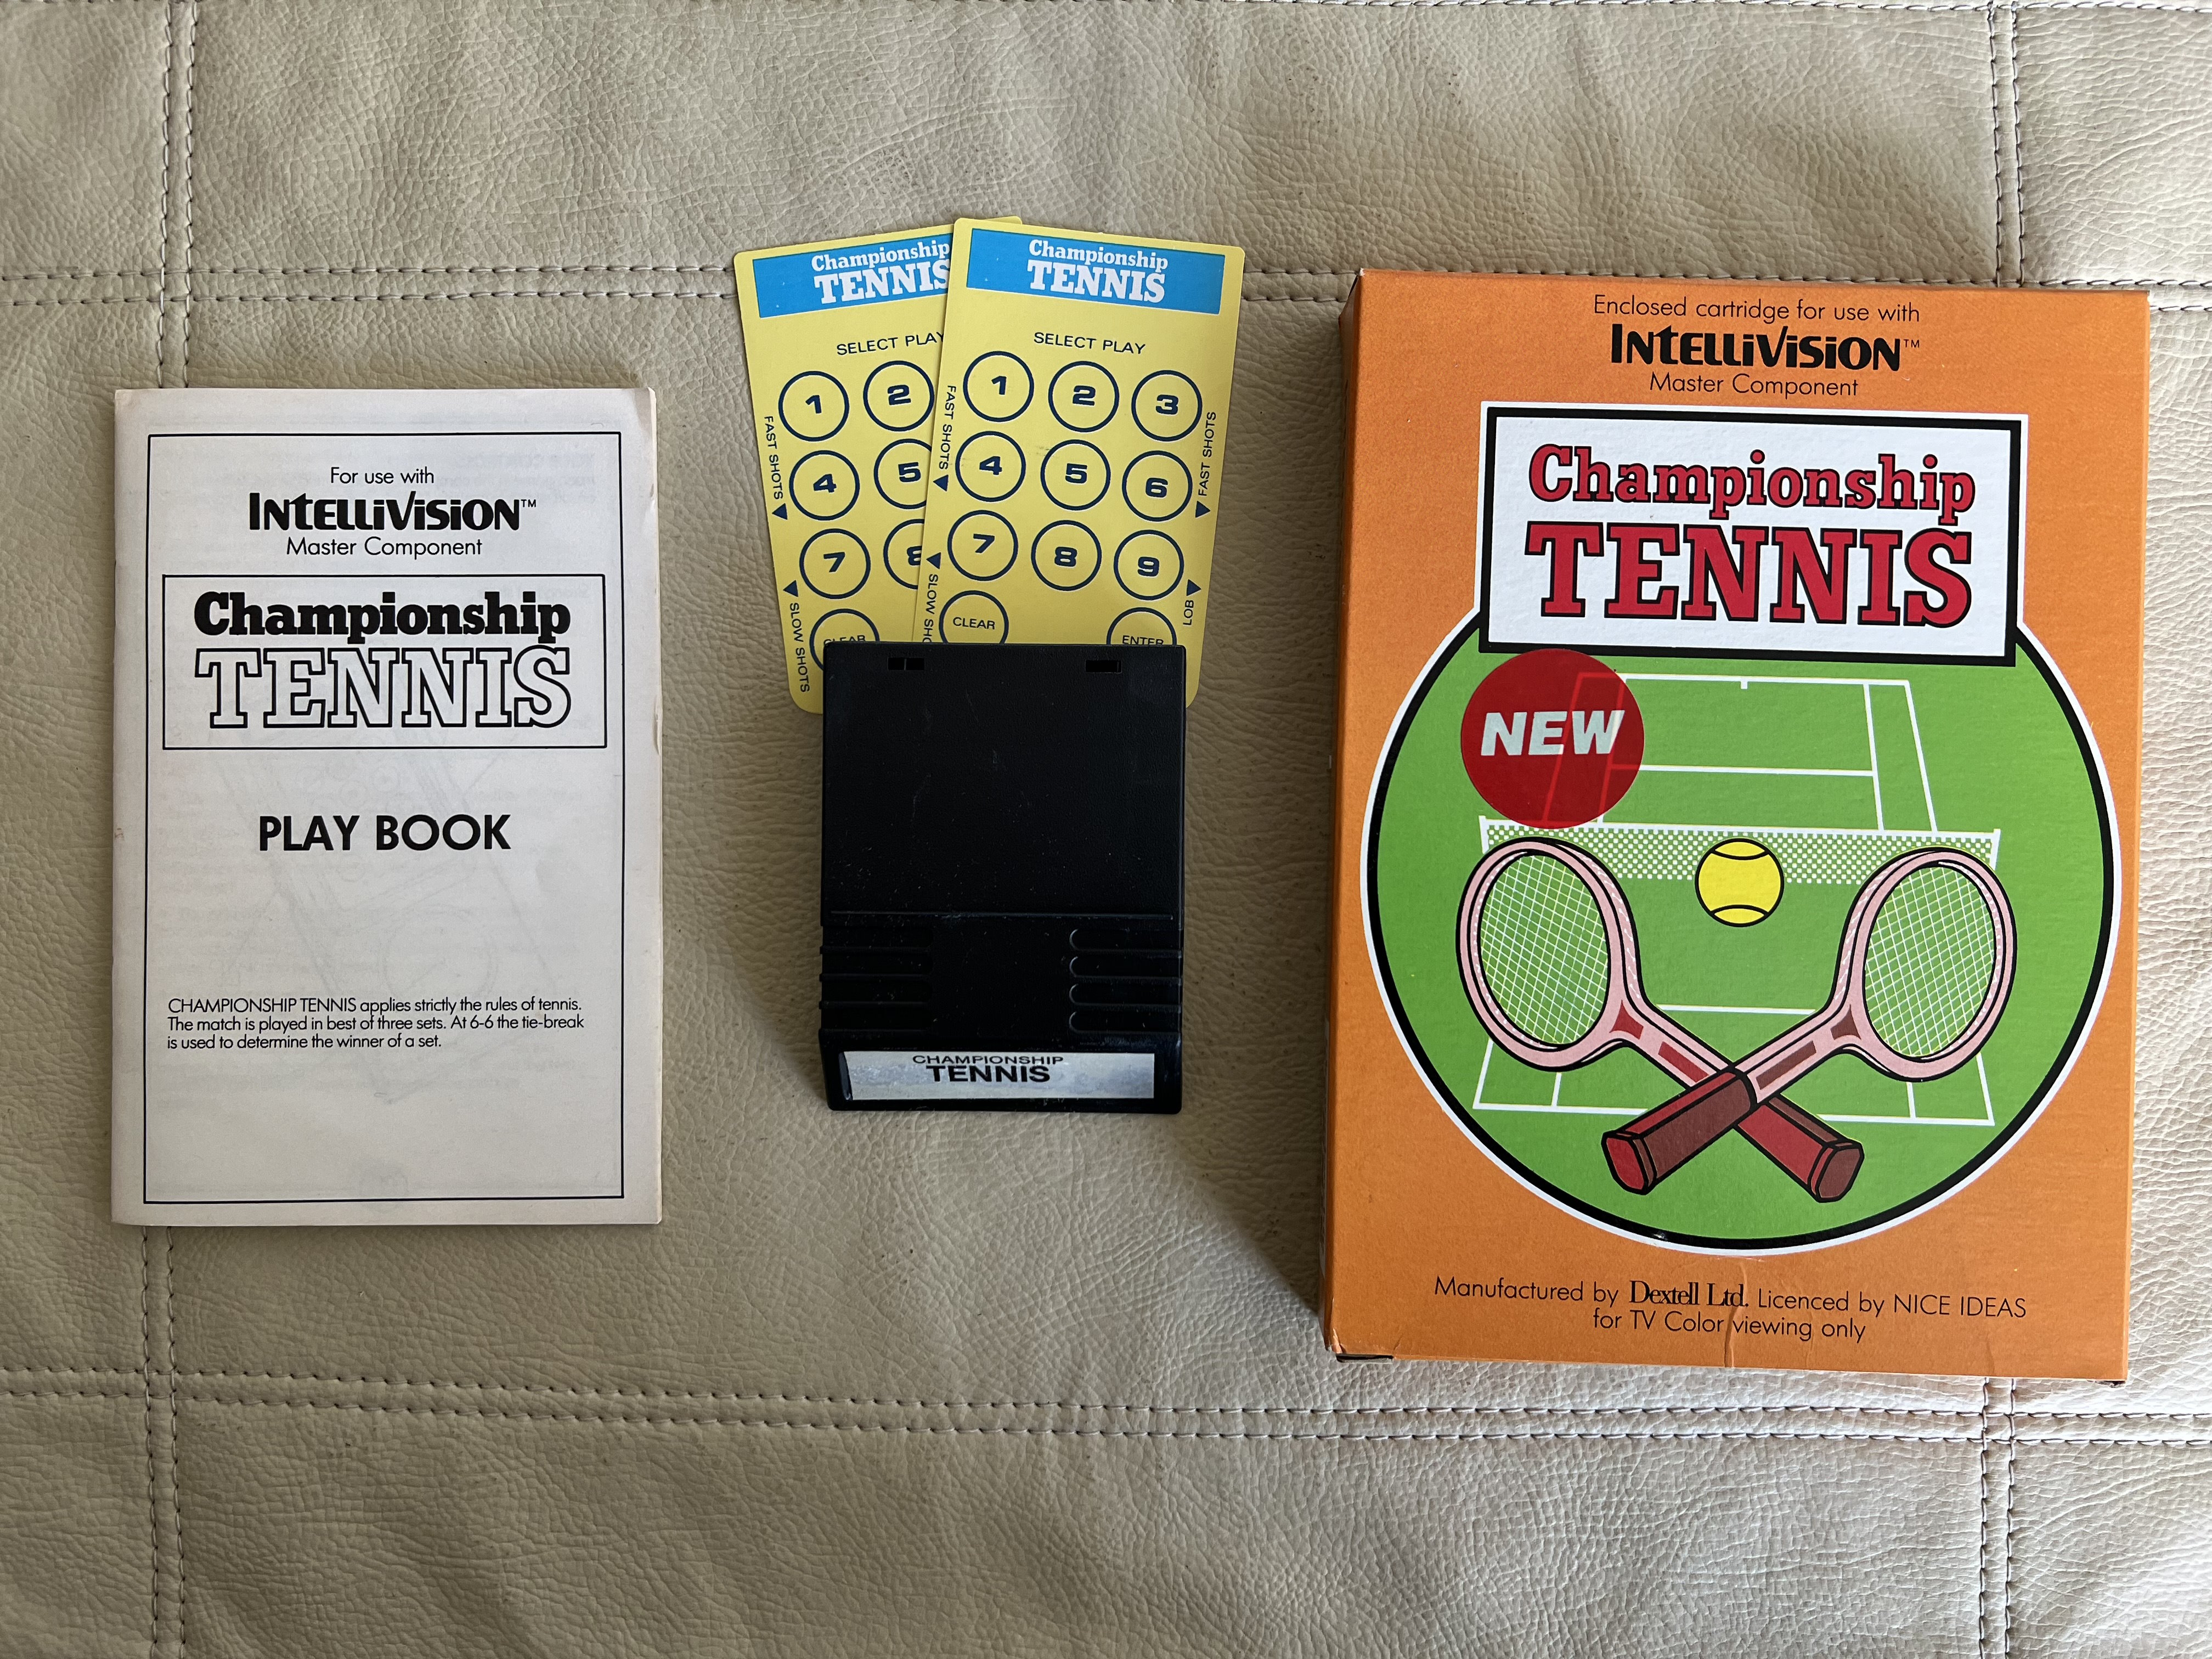 For use with
INTELLIVISION™
Master Component
Championship
TENNIS
PLAY BOOK
CHAMPIONSHIP TENNIS applies strictly the rules of tennis.
The match is played in best of three sets. At 6-6 the tie-break
is used to determine the winner of a set.
Championship
TENNIS
SELECT PLAY
1 2
4 5
7 8
CLEAR
FAST SHOTS
SLOW SHOTS
Championship
TENNIS
SELECT PLAY
1 2 3
4 5 6
7 8 9
CLEAR ENTER
FAST SHOTS
SLOW SHO
FAST SHOTS
LOB
CHAMPIONSHIP
TENNIS
Enclosed cartridge for use with
INTELLIVISION™
Master Component
Championship
TENNIS
NEW
Manufactured by Dextell Ltd. Licenced by NICE IDEAS
for TV Color viewing only